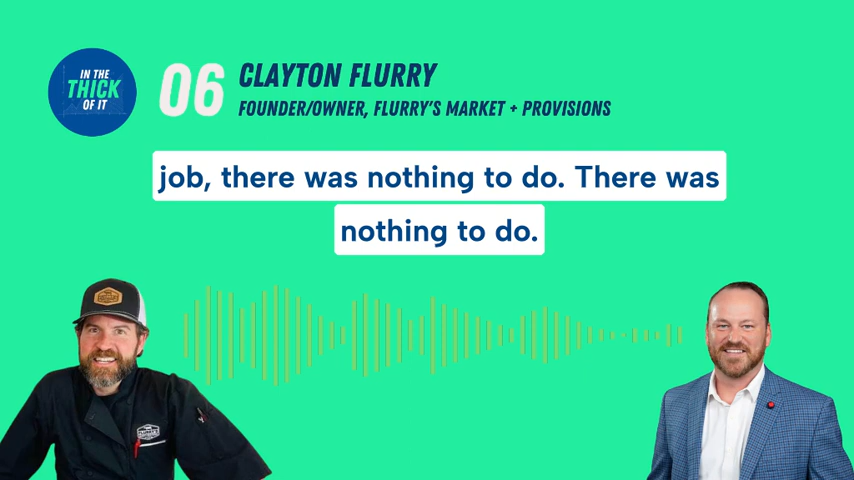 IN THE
THICK
OF IT
06
CLAYTON FLURRY
FOUNDER/OWNER, FLURRY'S MARKET + PROVISIONS
job, there was nothing to do. There was
nothing to do.